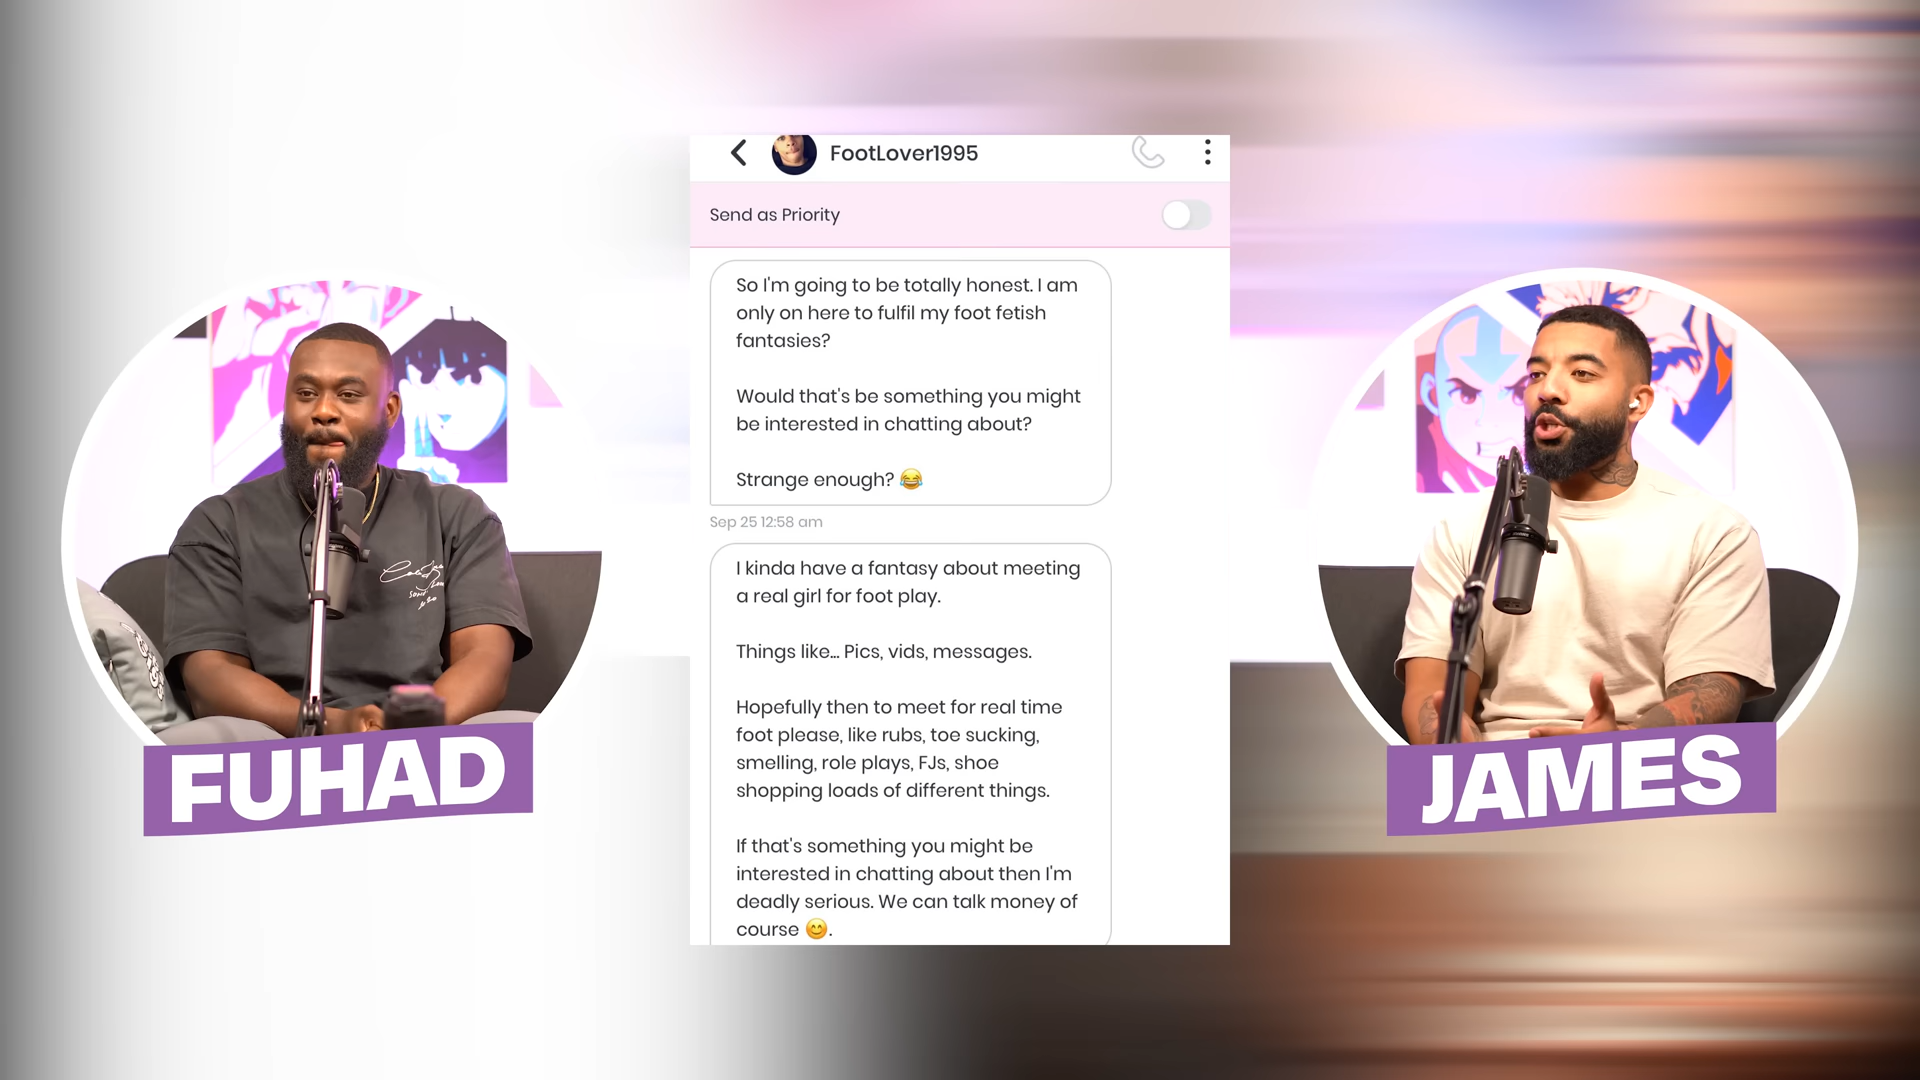 FootLover1995
Send as Priority
So I'm going to be totally honest. I am
only on here to fulfil my foot fetish
fantasies?
Would that's be something you might
be interested in chatting about?
Strange enough? 😂
Sep 25 12:58 am
I kinda have a fantasy about meeting
a real girl for foot play.
Things like... Pics, vids, messages.
Hopefully then to meet for real time
foot please, like rubs, toe sucking,
smelling, role plays, FJs, shoe
shopping loads of different things.
If that's something you might be
interested in chatting about then I'm
deadly serious. We can talk money of
course 😊.
FUHAD
JAMES